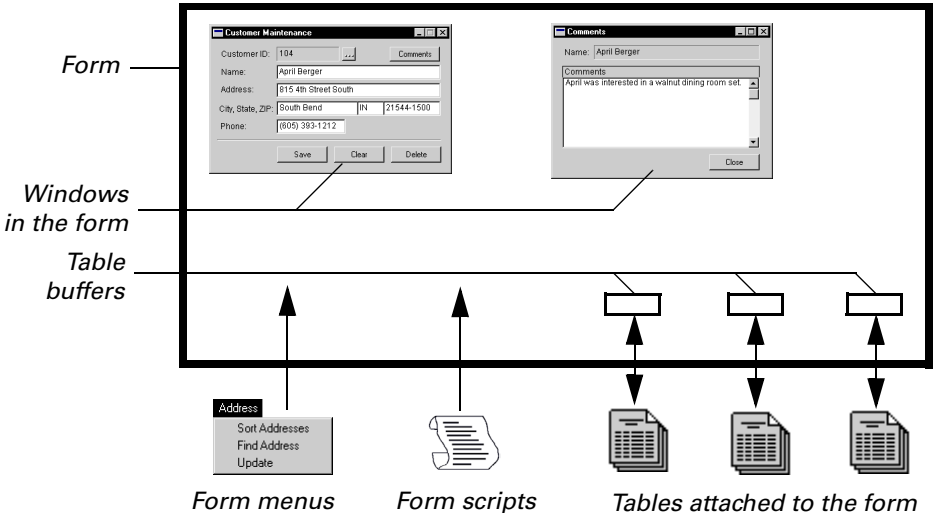 Form
Customer Maintenance
Customer ID: 104 ... Comments
Name: April Berger
Address: 815 4th Street South
City, State, ZIP: South Bend IN 21544-1500
Phone: (605) 393-1212
Save Clear Delete
Comments
Name: April Berger
Comments
April was interested in a walnut dining room set.
Close
Windows
in the form
Table
buffers
Address
Sort Addresses
Find Address
Update
Form menus
Form scripts
Tables attached to the form